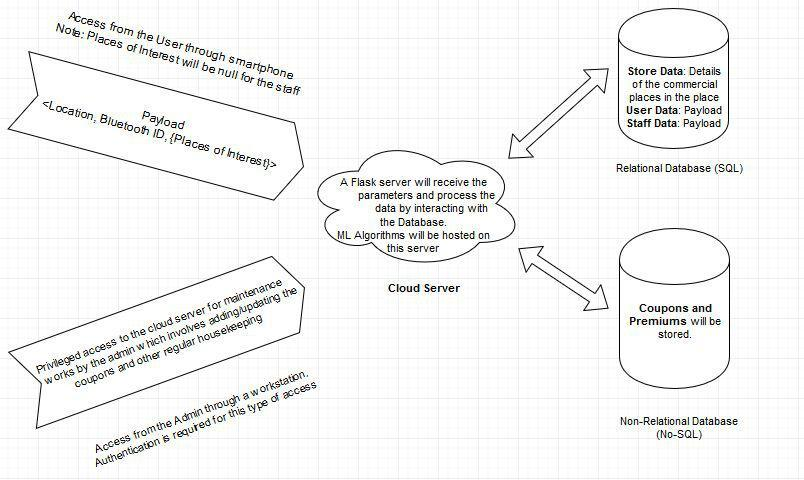 Access from the User through smartphone
Note: Places of Interest will be null for the staff
Payload
<Location, Bluetooth ID, {Places of Interest}>
A Flask server will receive the
parameters and process the
data by interacting with
the Database.
ML Algorithms will be hosted on
this server
Cloud Server
Store Data: Details
of the commercial
places in the place
User Data: Payload
Staff Data: Payload
Relational Database (SQL)
Privileged access to the cloud server for maintenance
works by the admin which involves adding/updating the
coupons and other regular housekeeping
Access from the Admin through a workstation.
Authentication is required for this type of access
Coupons and
Premiums will be
stored.
Non-Relational Database
(No-SQL)